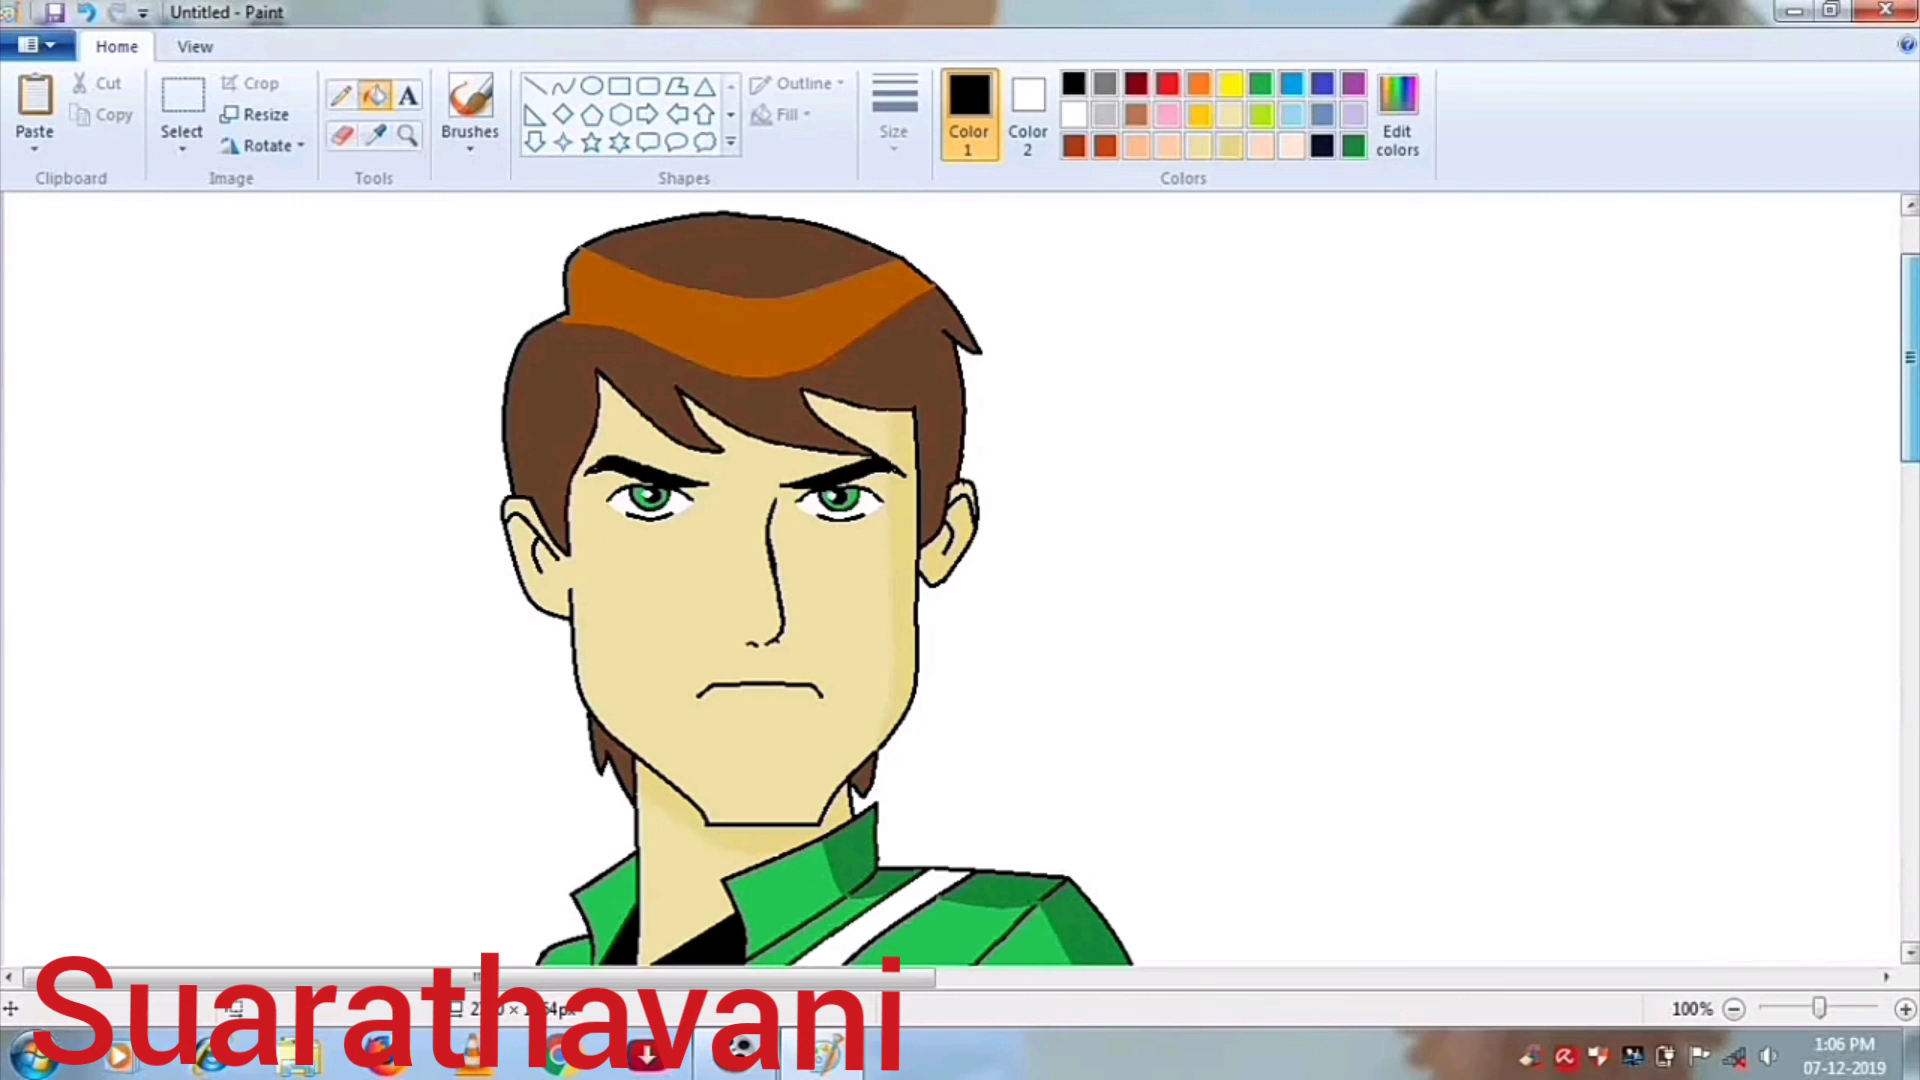 Untitled - Paint
Home View
Cut
Copy
Paste
Clipboard
Crop
Resize
Rotate
Select
Image
A
Tools
Brushes
Outline
Fill
Shapes
Size
Color 1
Color 2
Edit colors
Colors
100%
Suarathavani
1:06 PM
07-12-2019